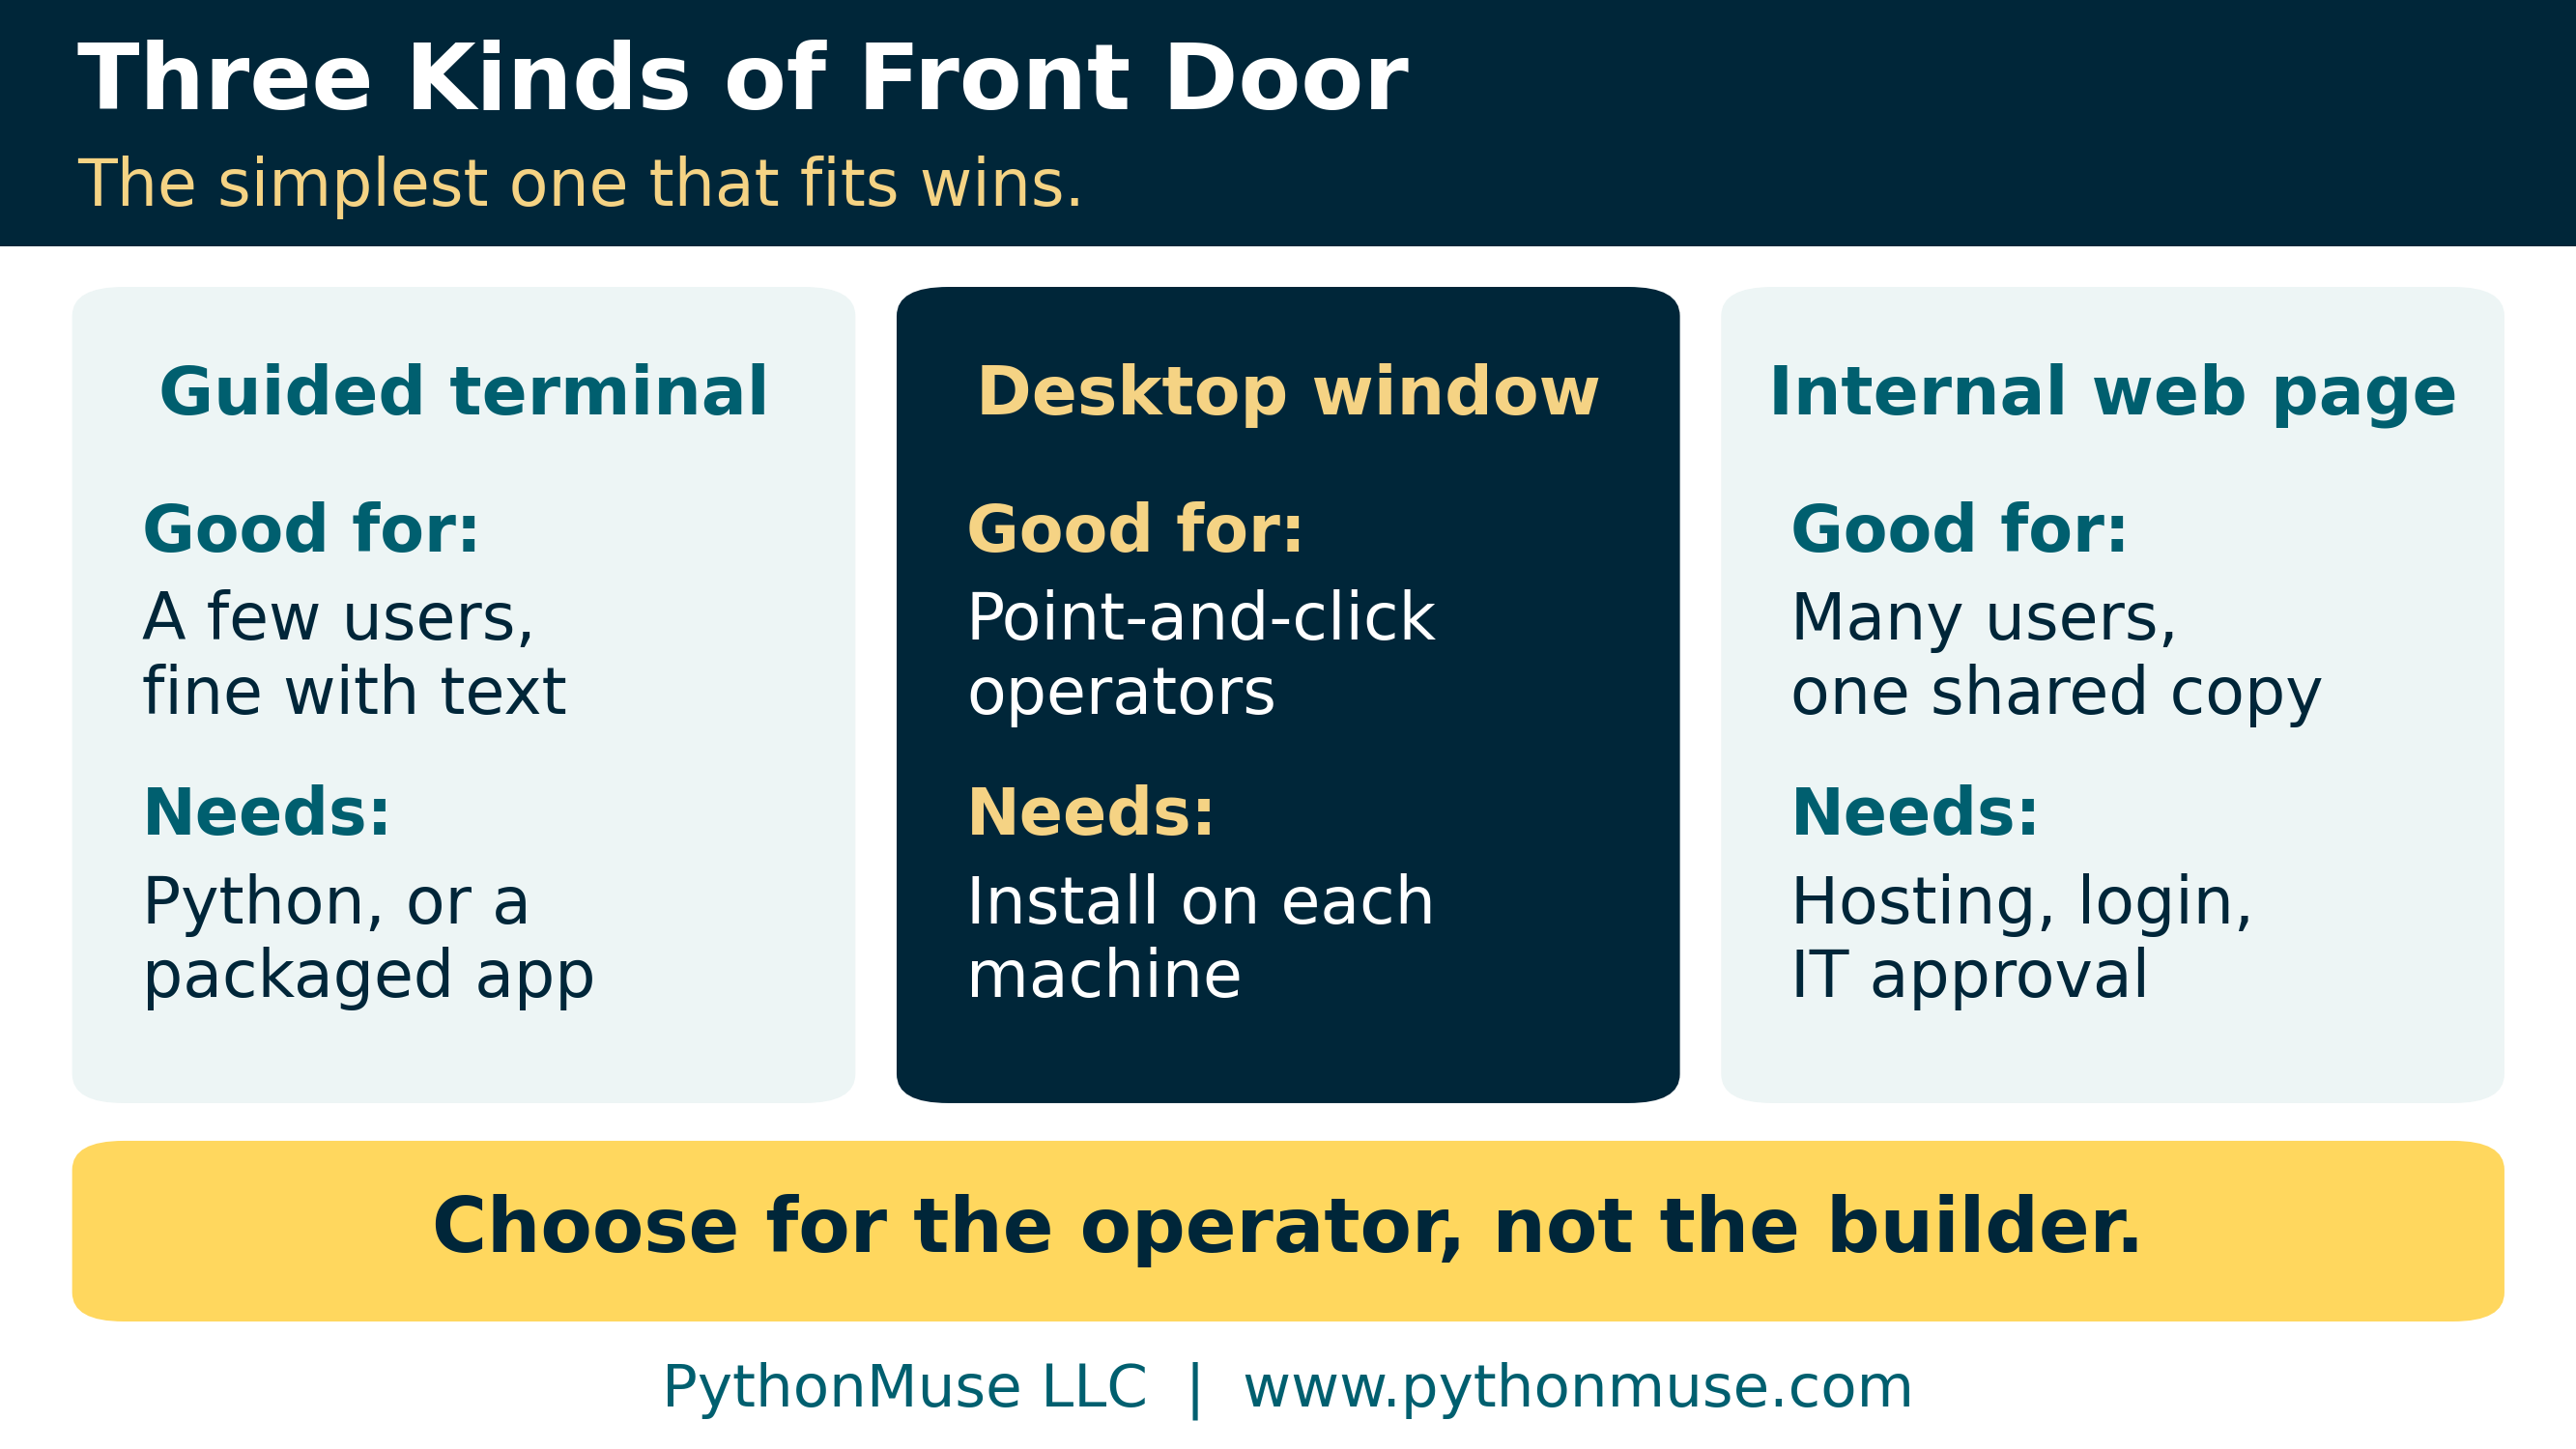 Three Kinds of Front Door
The simplest one that fits wins.
Guided terminal
Good for:
A few users,
fine with text
Needs:
Python, or a
packaged app
Desktop window
Good for:
Point-and-click
operators
Needs:
Install on each
machine
Internal web page
Good for:
Many users,
one shared copy
Needs:
Hosting, login,
IT approval
Choose for the operator, not the builder.
PythonMuse LLC | www.pythonmuse.com